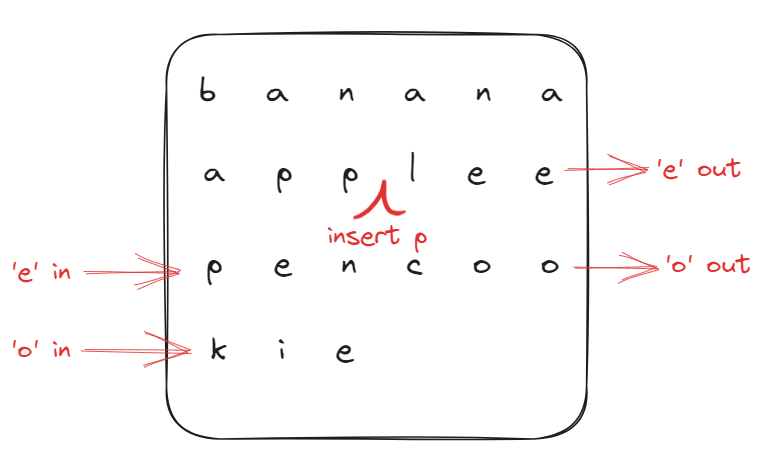 b a n a n a
a p p l e e 'e' out
insert p
'e' in p e n c o o 'o' out
'o' in k i e